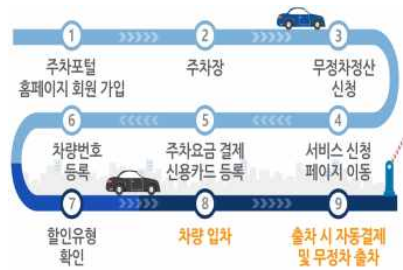 1
주차포털
홈페이지 회원 가입
2
주차장
3
무정차정산
신청
4
서비스 신청
페이지 이동
5
주차요금 결제
신용카드 등록
6
차량번호
등록
7
할인유형
확인
8
차량 입차
9
출차 시 자동결제
및 무정차 출차